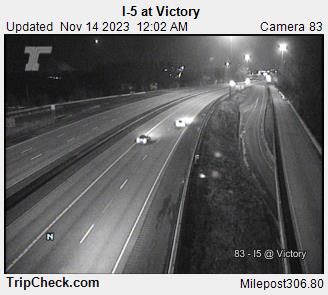 I-5 at Victory
Updated Nov 14 2023 12:02 AM Camera 83
T
N
83 - I5 @ Victory
TripCheck.com Milepost306.80